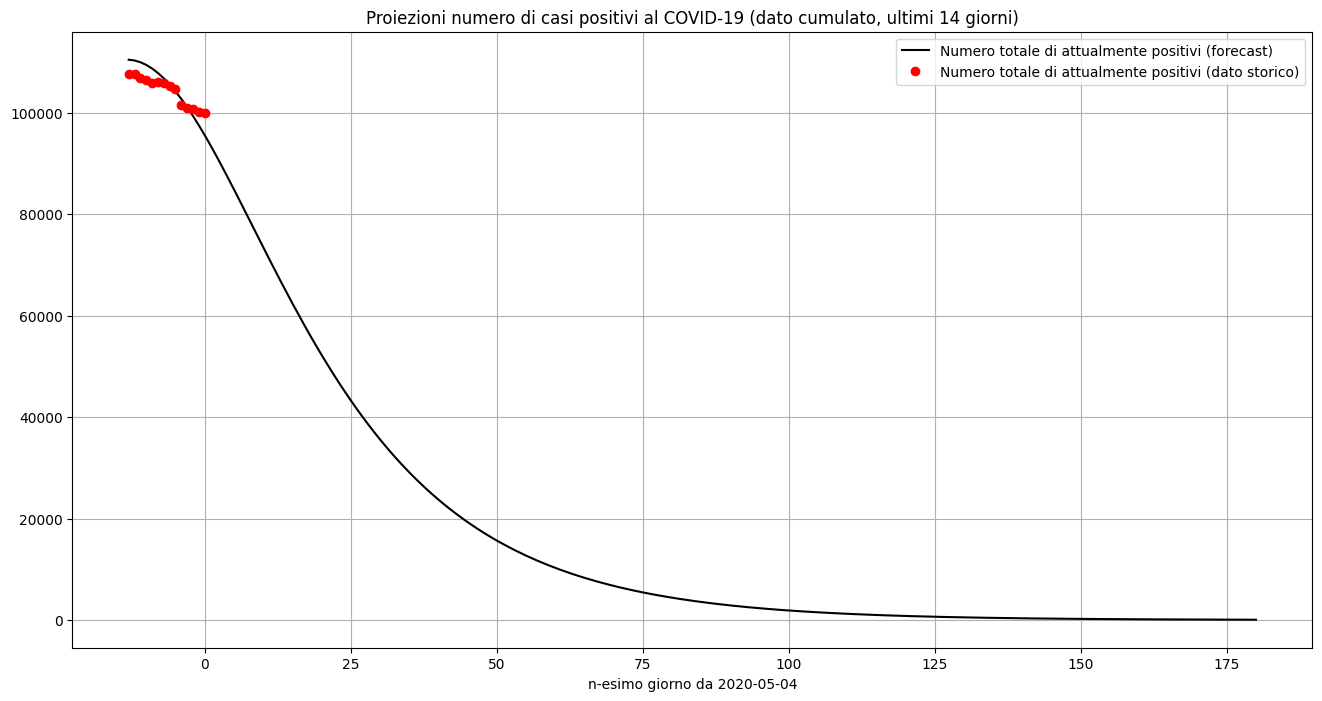 Proiezioni numero di casi positivi al COVID-19 (dato cumulato, ultimi 14 giorni)
Numero totale di attualmente positivi (forecast)
Numero totale di attualmente positivi (dato storico)
100000
80000
60000
40000
20000
0
0 25 50 75 100 125 150 175
n-esimo giorno da 2020-05-04